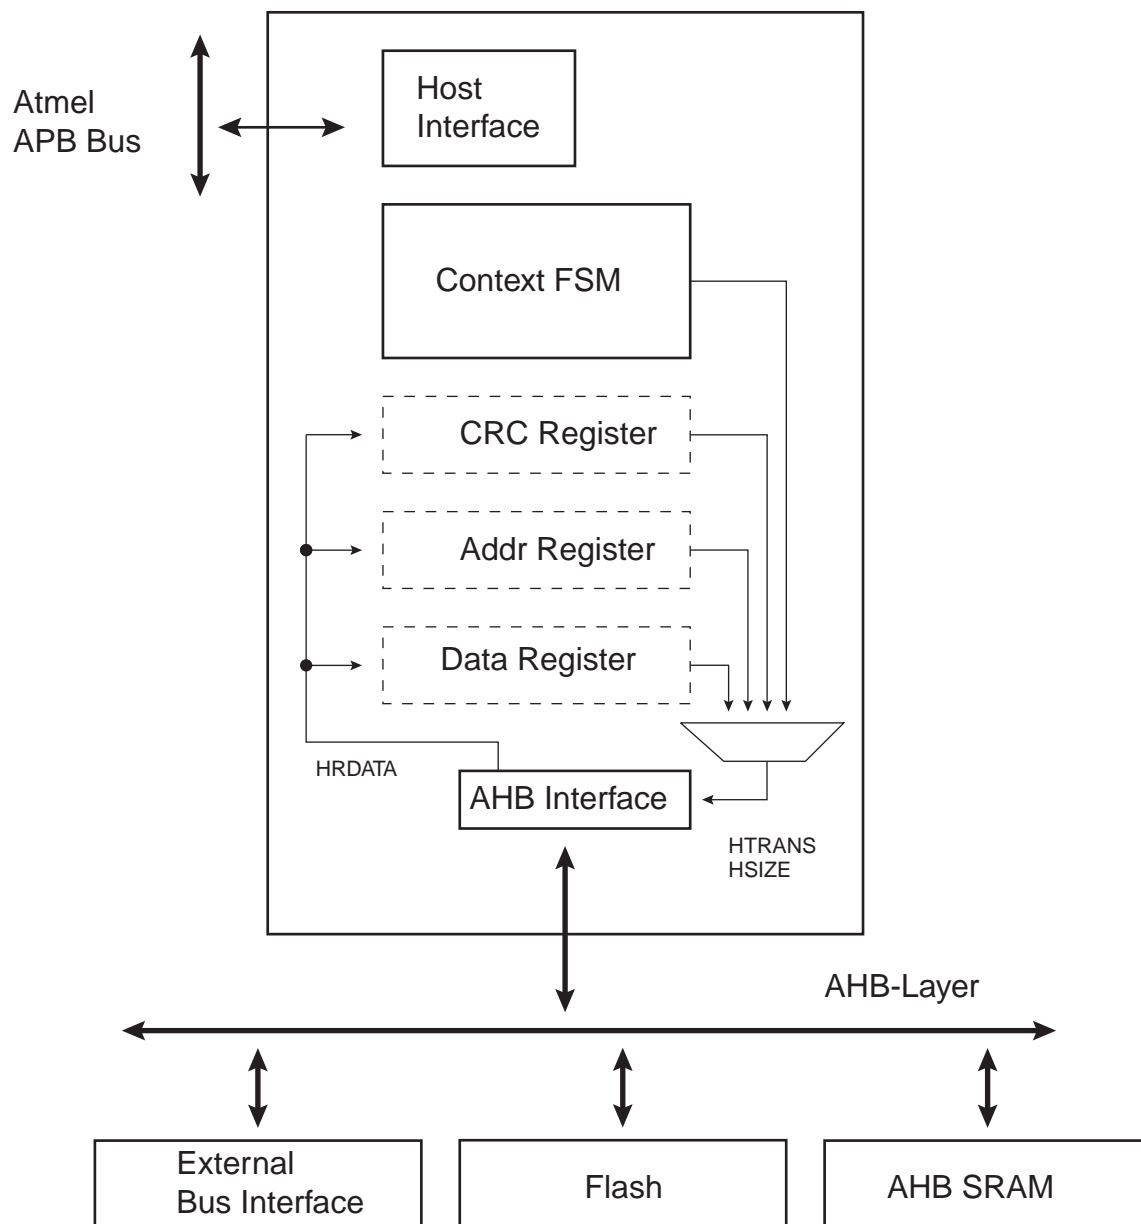 Atmel
APB Bus
Host
Interface
Context FSM
CRC Register
Addr Register
Data Register
HRDATA
AHB Interface
HTRANS
HSIZE
AHB-Layer
External
Bus Interface
Flash
AHB SRAM